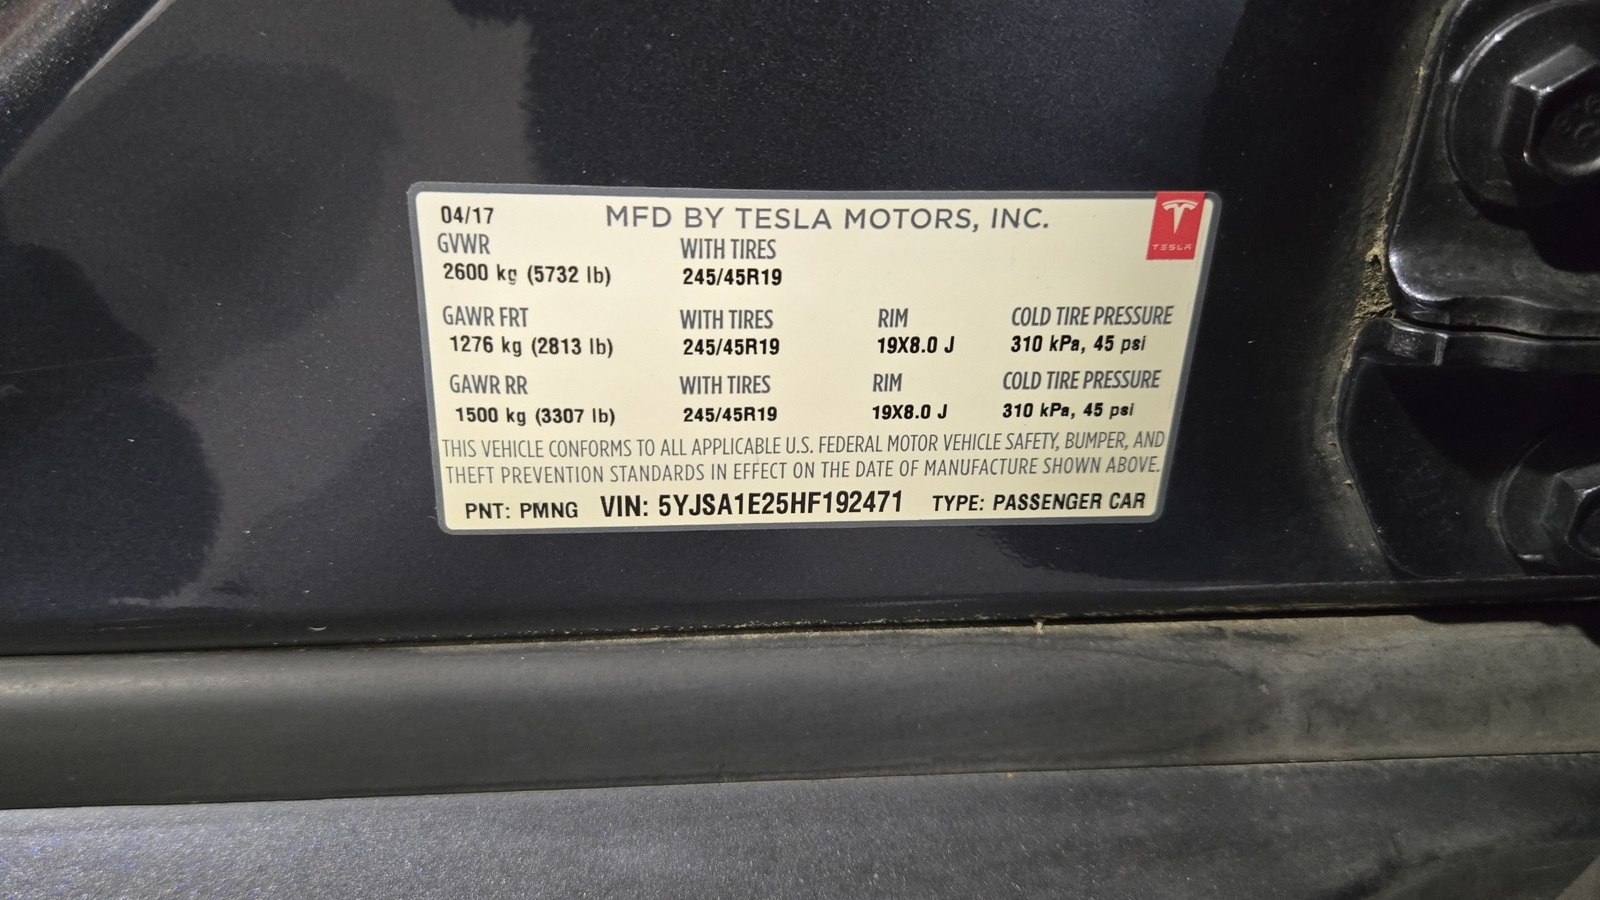 04/17 MFD BY TESLA MOTORS, INC.
TESLA
GVWR WITH TIRES
2600 kg (5732 lb) 245/45R19
GAWR FRT WITH TIRES RIM COLD TIRE PRESSURE
1276 kg (2813 lb) 245/45R19 19X8.0 J 310 kPa, 45 psi
GAWR RR WITH TIRES RIM COLD TIRE PRESSURE
1500 kg (3307 lb) 245/45R19 19X8.0 J 310 kPa, 45 psi
THIS VEHICLE CONFORMS TO ALL APPLICABLE U.S. FEDERAL MOTOR VEHICLE SAFETY, BUMPER, AND
THEFT PREVENTION STANDARDS IN EFFECT ON THE DATE OF MANUFACTURE SHOWN ABOVE.
PNT: PMNG VIN: 5YJSA1E25HF192471 TYPE: PASSENGER CAR